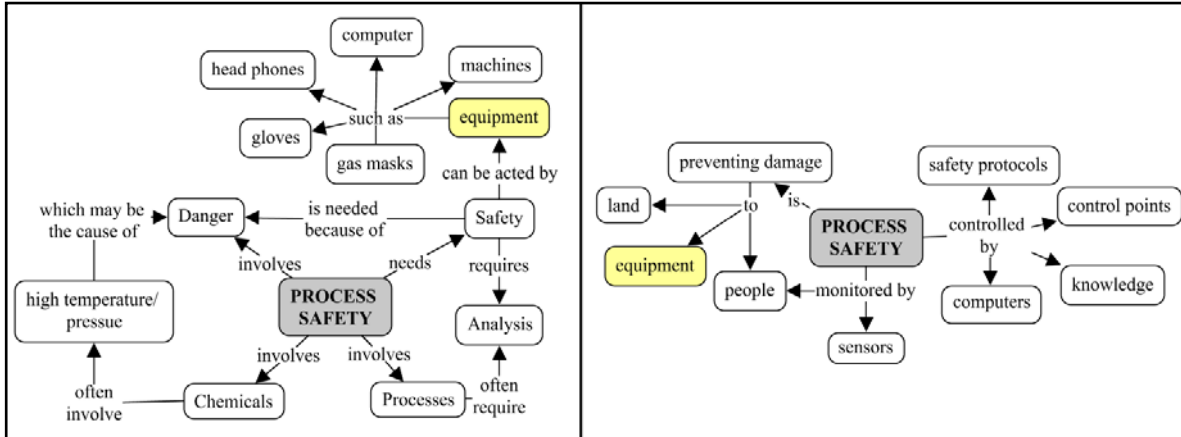 computer
head phones
machines
such as
equipment
gloves
gas masks
can be acted by
which may be
the cause of
Danger
is needed
because of
Safety
involves
needs
requires
high temperature/
pressue
PROCESS
SAFETY
Analysis
involves
involves
often
involve
Chemicals
Processes
often
require
preventing damage
safety protocols
land
to
is
PROCESS
SAFETY
controlled
by
control points
equipment
people
monitored by
computers
knowledge
sensors